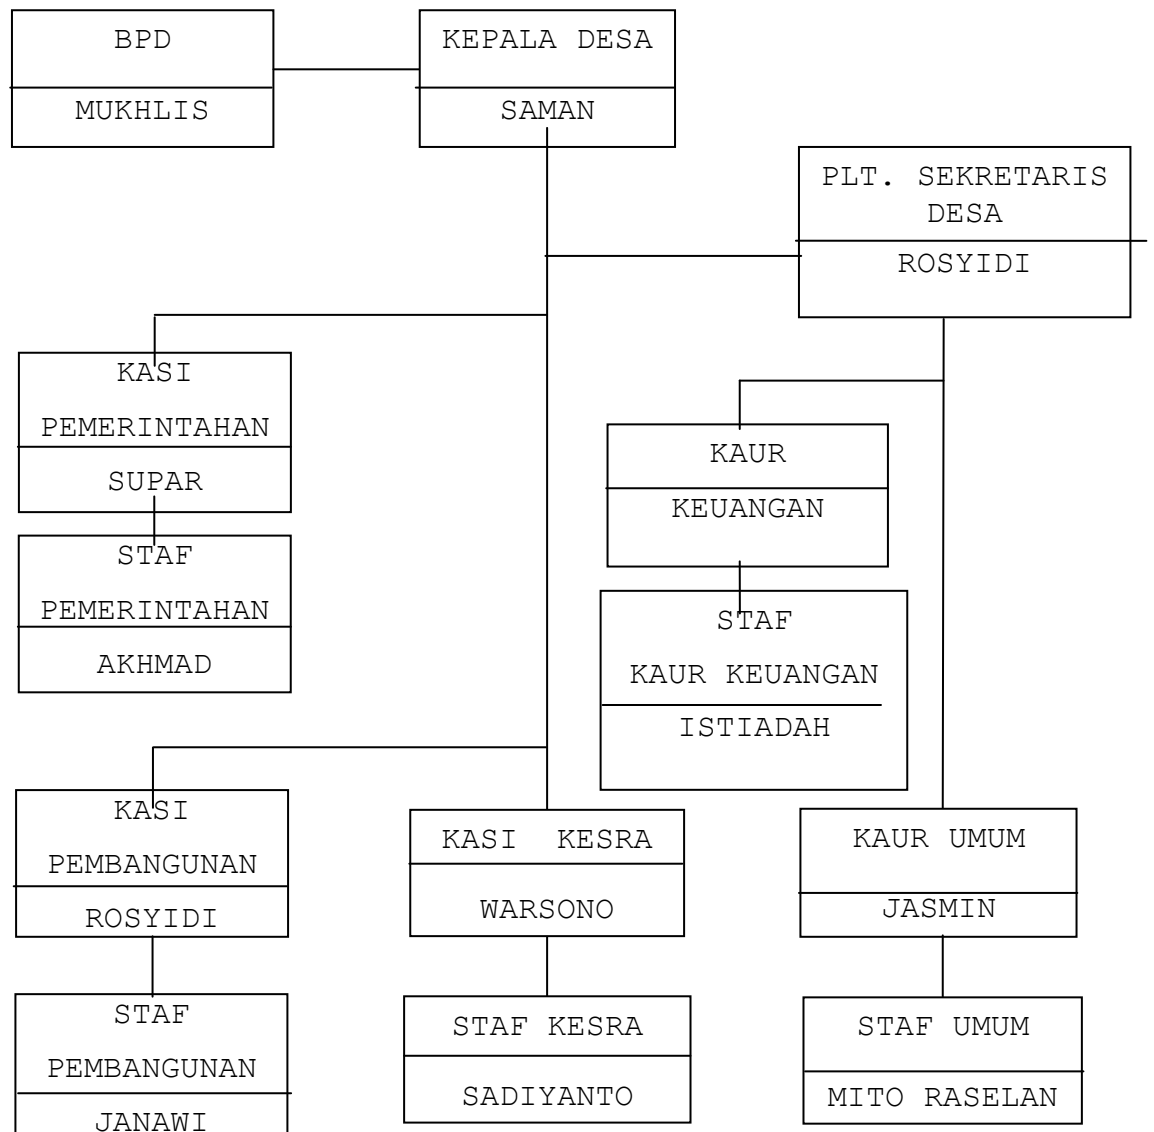 BPD
MUKHLIS
KEPALA DESA
SAMAN
PLT. SEKRETARIS
DESA
ROSYIDI
KASI
PEMERINTAHAN
SUPAR
STAF
PEMERINTAHAN
AKHMAD
KAUR
KEUANGAN
STAF
KAUR KEUANGAN
ISTIADAH
KASI
PEMBANGUNAN
ROSYIDI
KASI KESRA
WARSONO
KAUR UMUM
JASMIN
STAF
PEMBANGUNAN
JANAWI
STAF KESRA
SADIYANTO
STAF UMUM
MITO RASELAN